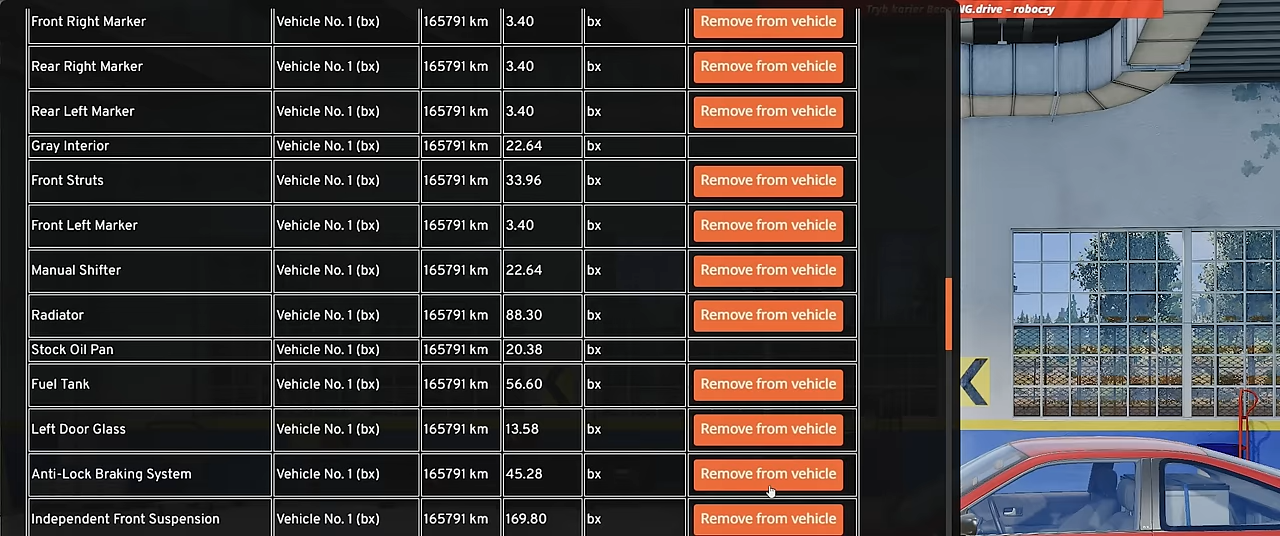 Tryb karier BeamNG.drive – roboczy
Front Right Marker Vehicle No. 1 (bx) 165791 km 3.40 bx Remove from vehicle
Rear Right Marker Vehicle No. 1 (bx) 165791 km 3.40 bx Remove from vehicle
Rear Left Marker Vehicle No. 1 (bx) 165791 km 3.40 bx Remove from vehicle
Gray Interior Vehicle No. 1 (bx) 165791 km 22.64 bx
Front Struts Vehicle No. 1 (bx) 165791 km 33.96 bx Remove from vehicle
Front Left Marker Vehicle No. 1 (bx) 165791 km 3.40 bx Remove from vehicle
Manual Shifter Vehicle No. 1 (bx) 165791 km 22.64 bx Remove from vehicle
Radiator Vehicle No. 1 (bx) 165791 km 88.30 bx Remove from vehicle
Stock Oil Pan Vehicle No. 1 (bx) 165791 km 20.38 bx
Fuel Tank Vehicle No. 1 (bx) 165791 km 56.60 bx Remove from vehicle
Left Door Glass Vehicle No. 1 (bx) 165791 km 13.58 bx Remove from vehicle
Anti-Lock Braking System Vehicle No. 1 (bx) 165791 km 45.28 bx Remove from vehicle
Independent Front Suspension Vehicle No. 1 (bx) 165791 km 169.80 bx Remove from vehicle